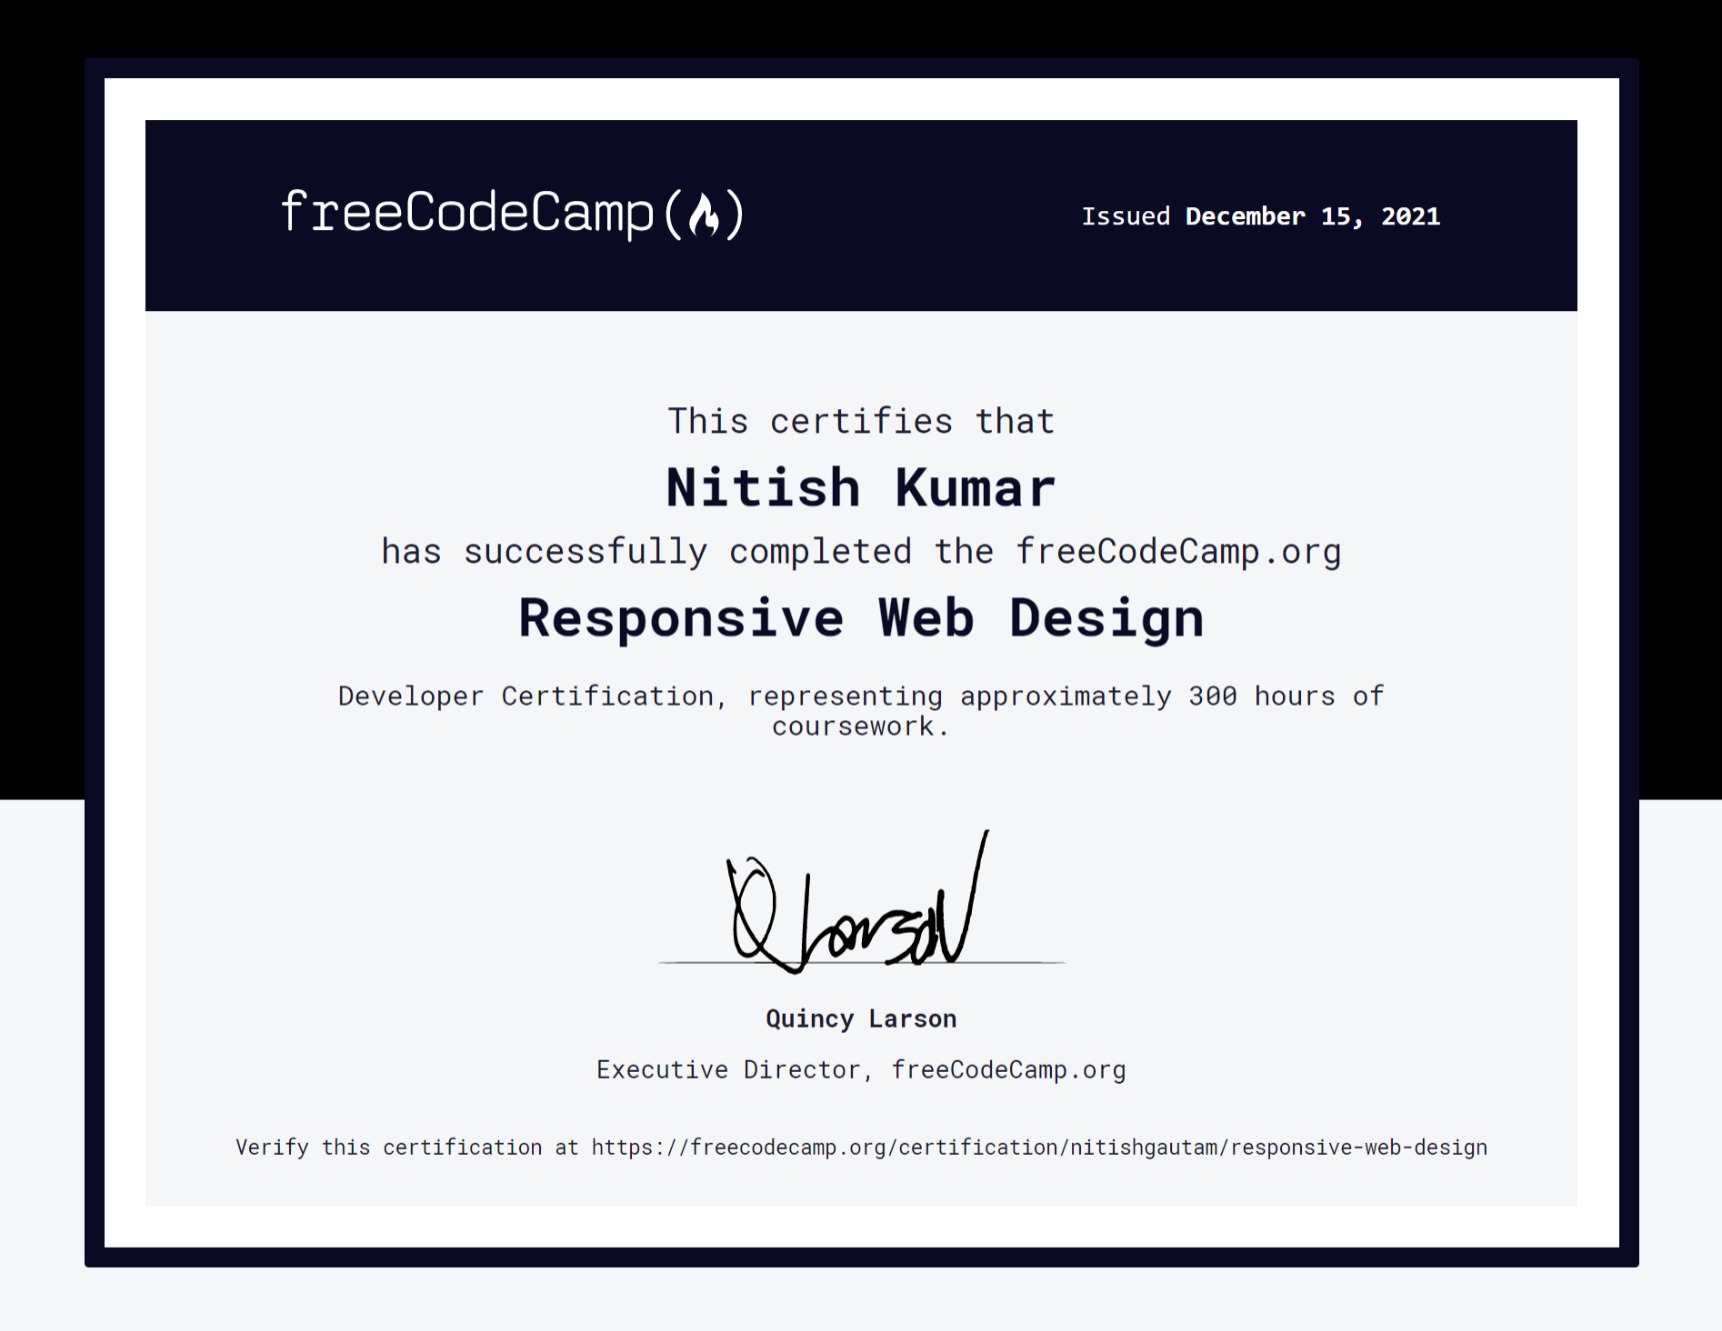 freeCodeCamp(🔥)
Issued December 15, 2021
This certifies that
Nitish Kumar
has successfully completed the freeCodeCamp.org
Responsive Web Design
Developer Certification, representing approximately 300 hours of
coursework.
Q Larson
Quincy Larson
Executive Director, freeCodeCamp.org
Verify this certification at https://freecodecamp.org/certification/nitishgautam/responsive-web-design